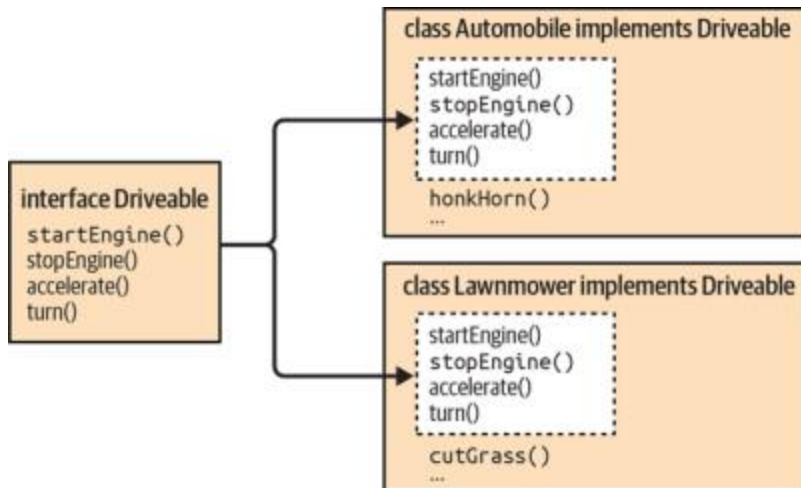 interface Driveable
startEngine()
stopEngine()
accelerate()
turn()
class Automobile implements Driveable
startEngine()
stopEngine()
accelerate()
turn()
honkHorn()
...
class Lawnmower implements Driveable
startEngine()
stopEngine()
accelerate()
turn()
cutGrass()
...